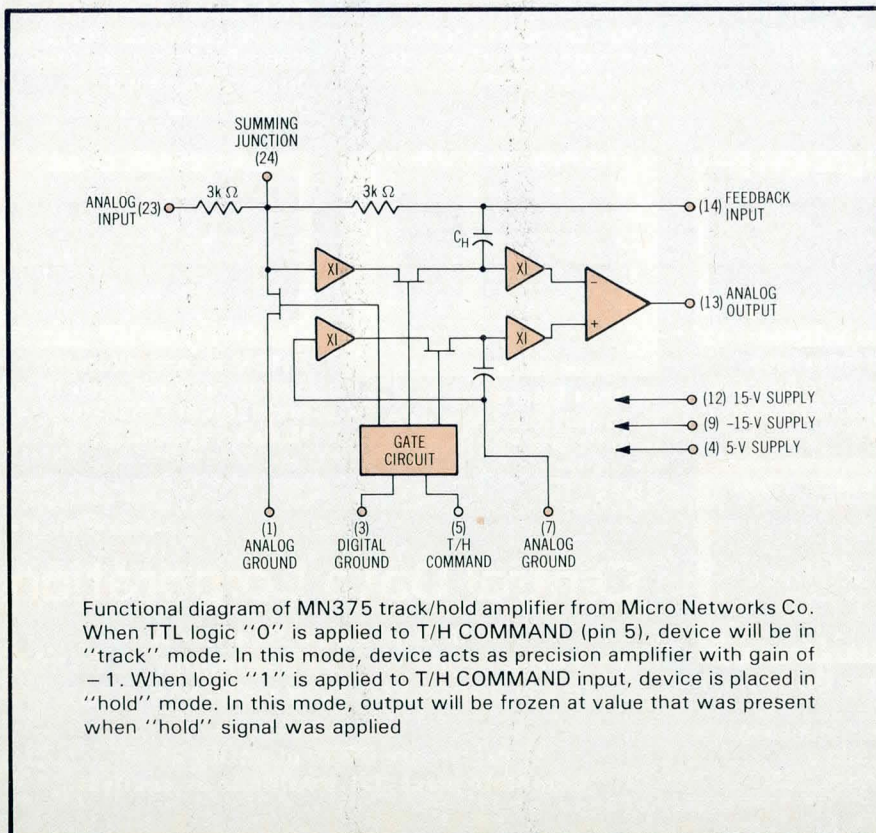 SUMMING
JUNCTION
(24)
ANALOG
INPUT (23)
3k Ω
3k Ω
(14) FEEDBACK
INPUT
CH
XI
XI
XI
XI
−
+
(13) ANALOG
OUTPUT
(12) 15-V SUPPLY
(9) -15-V SUPPLY
(4) 5-V SUPPLY
GATE
CIRCUIT
(1)
ANALOG
GROUND
(3)
DIGITAL
GROUND
(5)
T/H
COMMAND
(7)
ANALOG
GROUND
Functional diagram of MN375 track/hold amplifier from Micro Networks Co.
When TTL logic ''0'' is applied to T/H COMMAND (pin 5), device will be in
''track'' mode. In this mode, device acts as precision amplifier with gain of
−1. When logic ''1'' is applied to T/H COMMAND input, device is placed in
''hold'' mode. In this mode, output will be frozen at value that was present
when ''hold'' signal was applied